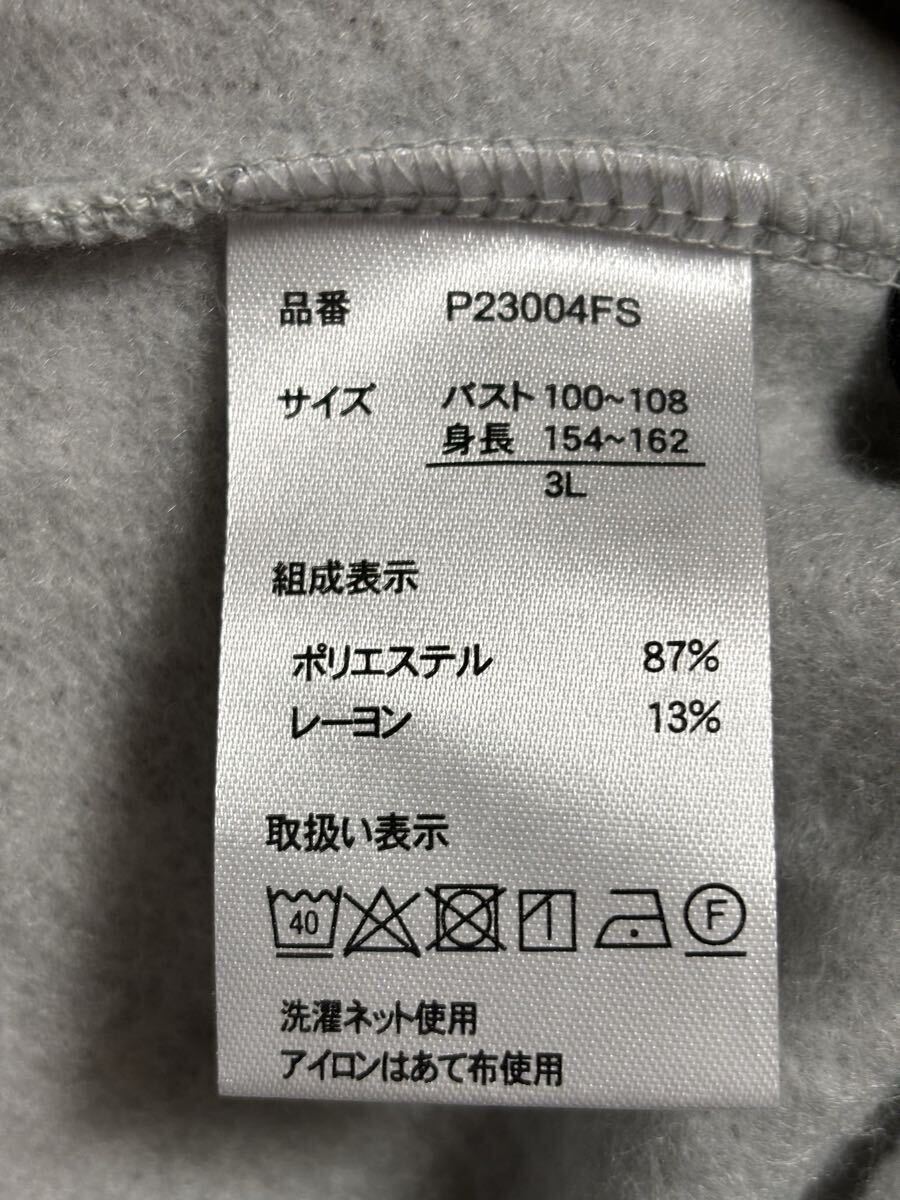 品番 P23004FS
サイズ バスト 100~108
身長 154~162
3L
組成表示
ポリエステル 87%
レーヨン 13%
取扱い表示
40 F
洗濯ネット使用
アイロンはあて布使用